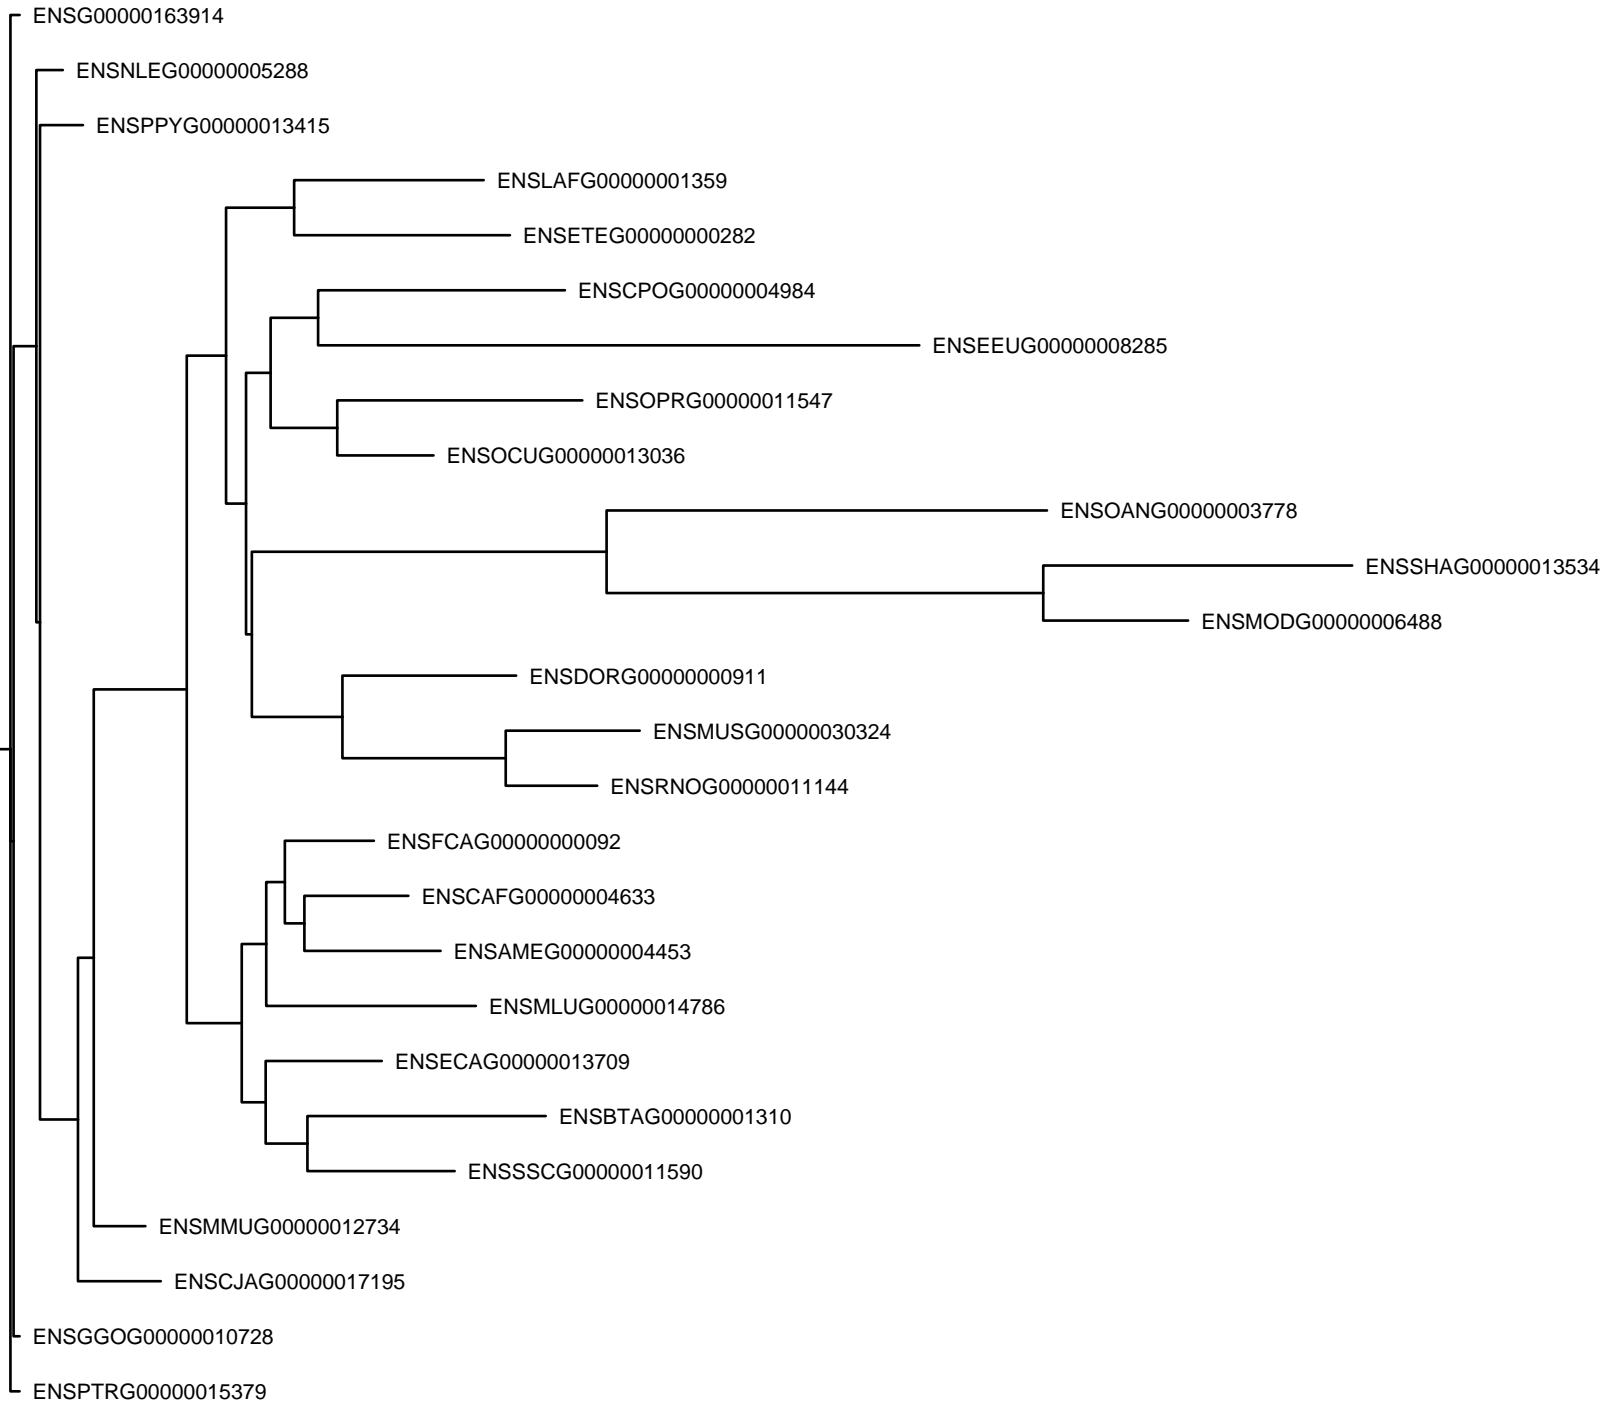 ENSG00000163914
ENSNLEG00000005288
ENSPPYG00000013415
ENSLAFG00000001359
ENSETEG00000000282
ENSCPOG00000004984
ENSEEUG00000008285
ENSOPRG00000011547
ENSOCUG00000013036
ENSOANG00000003778
ENSSHAG00000013534
ENSMODG00000006488
ENSDORG00000000911
ENSMUSG00000030324
ENSRNOG00000011144
ENSFCAG00000000092
ENSCAFG00000004633
ENSAMEG00000004453
ENSMLUG00000014786
ENSECAG00000013709
ENSBTAG00000001310
ENSSSCG00000011590
ENSMMUG00000012734
ENSCJAG00000017195
ENSGGOG00000010728
ENSPTRG00000015379